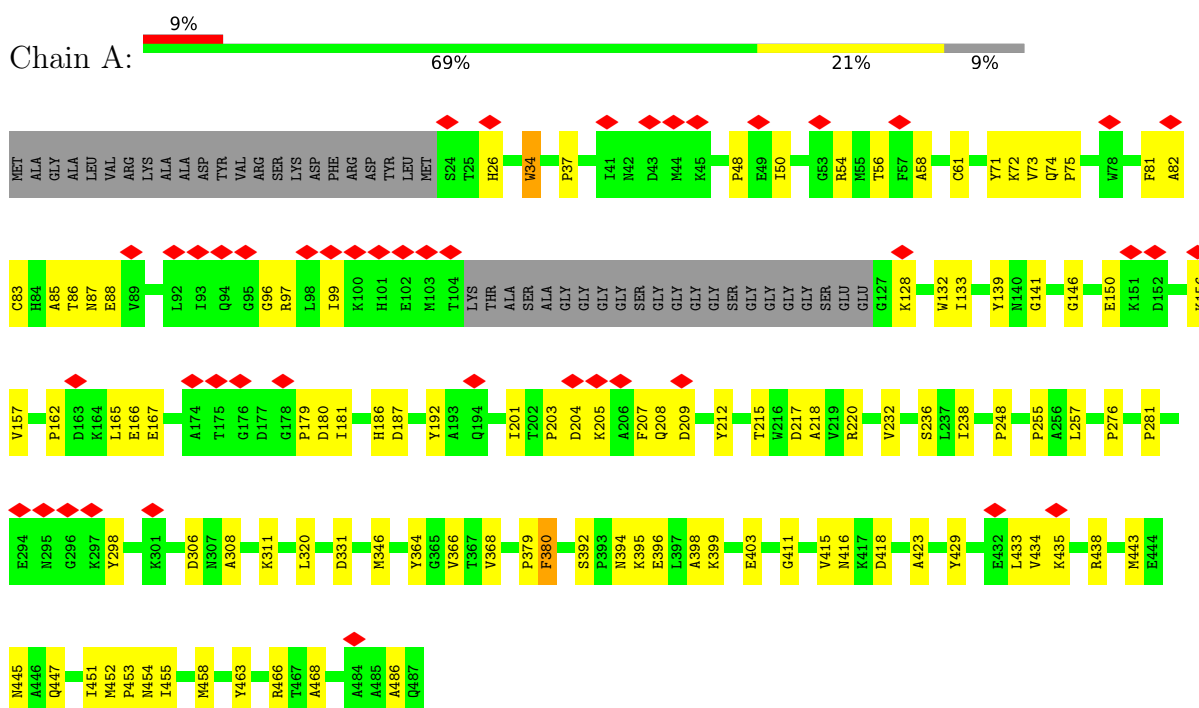 Chain A:
9%
69%
21%
9%
MET ALA GLY ALA LEU VAL ARG LYS ALA ALA ASP TYR VAL ARG SER LYS ASP PHE ARG ASP TYR LEU MET S24 T25 H26 W34 P37 I41 N42 D43 M44 K45 P48 E49 I50 G53 R54 M55 T56 F57 A58 C61 Y71 K72 V73 Q74 P75 W78 F81 A82
C83 H84 A85 T86 N87 E88 V89 L92 I93 Q94 G95 G96 R97 L98 I99 K100 H101 E102 M103 T104 LYS THR ALA SER ALA GLY GLY GLY GLY SER GLY GLY GLY GLY SER GLY GLY GLY GLY SER GLU GLU G127 K128 W132 I133 Y139 N140 G141 G146 E150 K151 D152
V157 P162 D163 K164 L165 E166 E167 A174 T175 G176 D177 G178 P179 D180 I181 H186 D187 Y192 A193 Q194 I201 T202 P203 D204 K205 A206 F207 Q208 D209 Y212 T215 W216 D217 A218 V219 R220 V232 S236 L237 I238 P248 P255 A256 L257 P276 P281
E294 N295 G296 K297 Y298 K301 D306 N307 A308 K311 L320 D331 M346 Y364 G365 V366 T367 V368 P379 F380 S392 P393 N394 K395 E396 L397 A398 K399 E403 G411 V415 N416 K417 D418 A423 Y429 E432 L433 V434 K435 R438 M443 E444
N445 A446 Q447 I451 M452 P453 N454 I455 M458 Y463 R466 T467 A468 A484 A485 A486 Q487